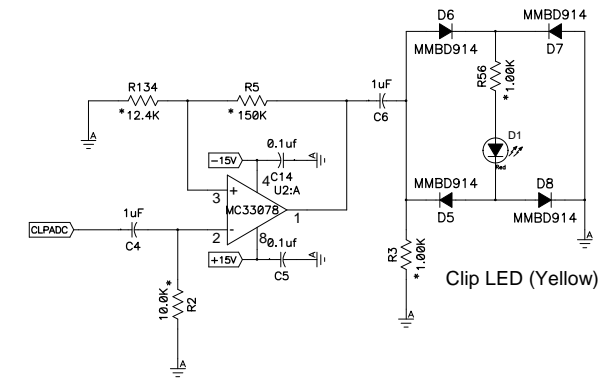 D6
MMBD914
MMBD914
D7
R134
* 12.4K
R5
* 150K
1uF
C6
R56
*1.00K
D1
Red
A
-15V
0.1uf
C14
A
4
U2:A
3
+
MC33078
1
2
-
8
0.1uf
+15V
C5
A
CLPADC
1uF
C4
10.0K *
R2
A
MMBD914
D5
D8
MMBD914
R3
*1.00K
A
A
Clip LED (Yellow)